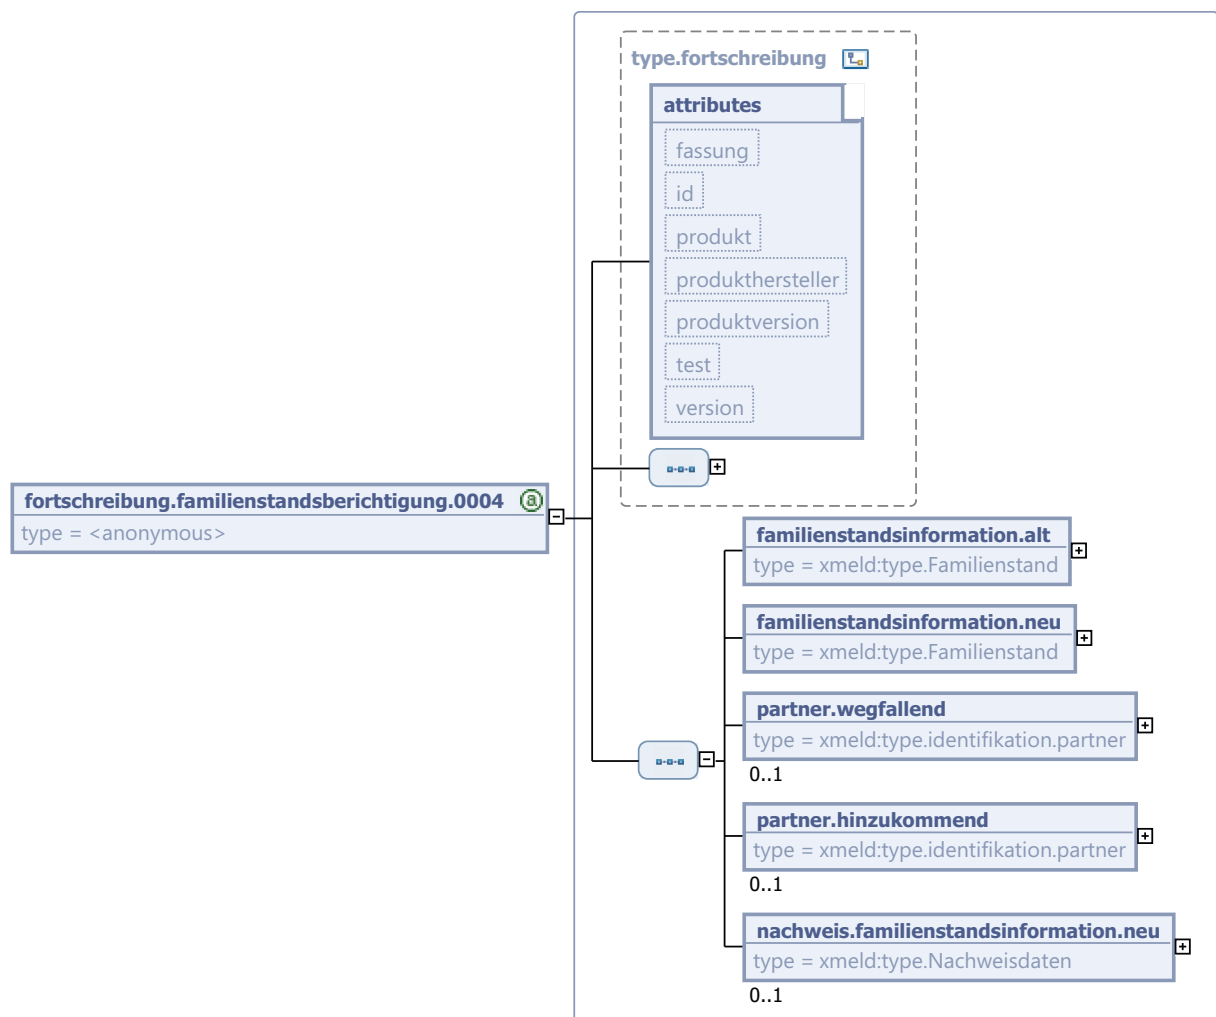 type.fortschreibung
attributes
fassung
id
produkt
produkthersteller
produktversion
test
version
fortschreibung.familienstandsberichtigung.0004 @
type = <anonymous>
familienstandsinformation.alt
type = xmeld:type.Familienstand
familienstandsinformation.neu
type = xmeld:type.Familienstand
partner.wegfallend
type = xmeld:type.identifikation.partner
0..1
partner.hinzukommend
type = xmeld:type.identifikation.partner
0..1
nachweis.familienstandsinformation.neu
type = xmeld:type.Nachweisdaten
0..1